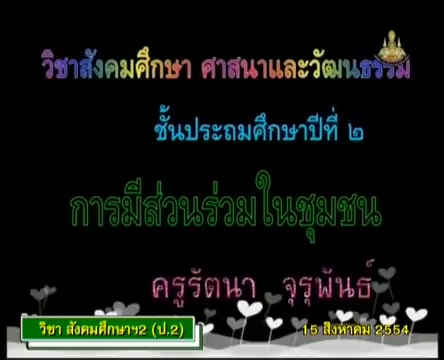 วิชาสังคมศึกษา ศาสนาและวัฒนธรรม
ชั้นประถมศึกษาปีที่ ๒
การมีส่วนร่วมในชุมชน
ครูรัตนา จุรุพันธ์
วิชา สังคมศึกษาฯ2 (ป.2)
15 สิงหาคม 2554